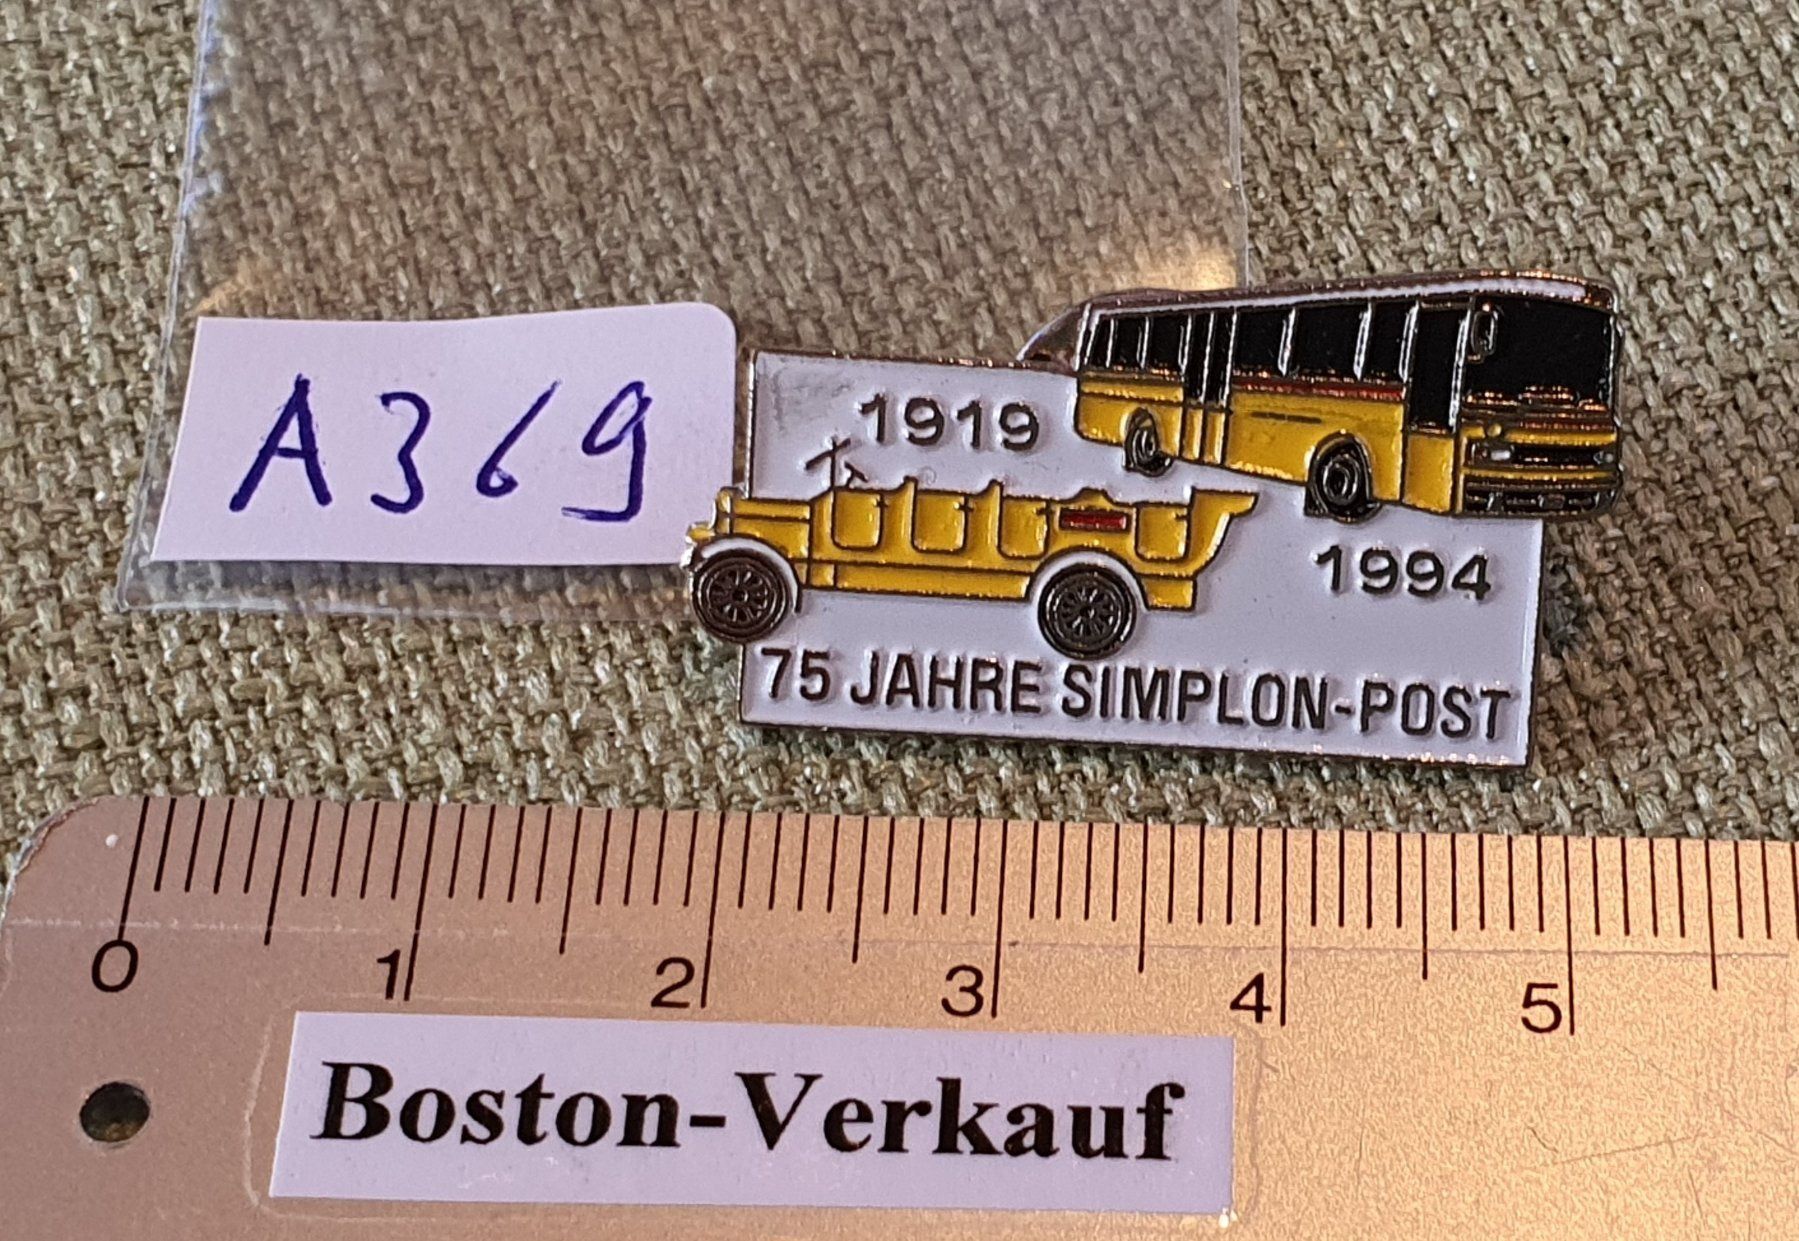 A369
1919
1994
75 JAHRE SIMPLON-POST
0 1 2 3 4 5
Boston-Verkauf